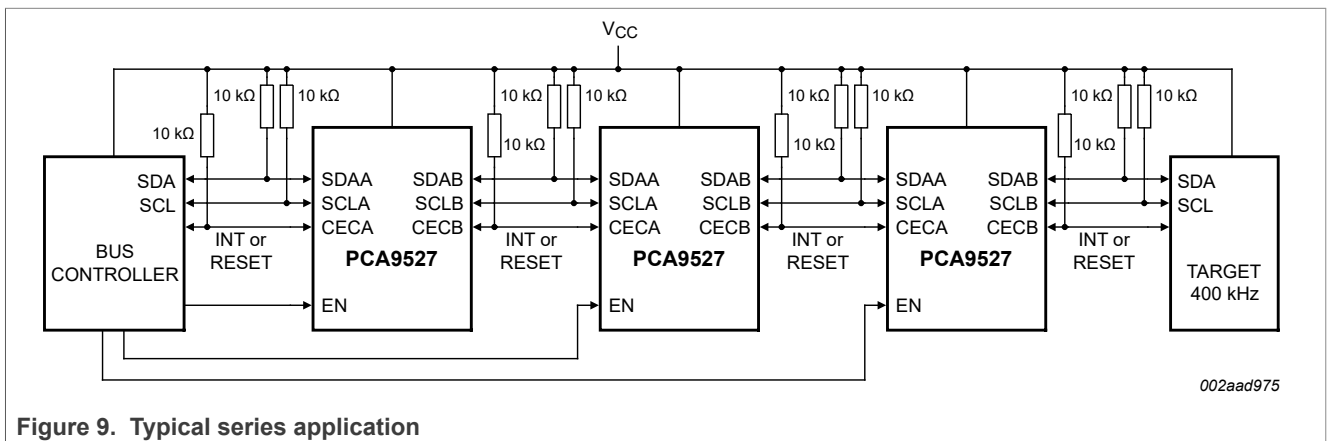 VCC
10 kΩ 10 kΩ 10 kΩ 10 kΩ 10 kΩ 10 kΩ 10 kΩ 10 kΩ
10 kΩ 10 kΩ 10 kΩ 10 kΩ
SDA SDAA SDAB SDAA SDAB SDAA SDAB SDA
SCL SCLA SCLB SCLA SCLB SCLA SCLB SCL
CECA CECB CECA CECB CECA CECB
BUS
CONTROLLER
INT or
RESET
PCA9527
INT or
RESET
PCA9527
INT or
RESET
PCA9527
INT or
RESET
TARGET
400 kHz
EN EN EN
002aad975
Figure 9. Typical series application